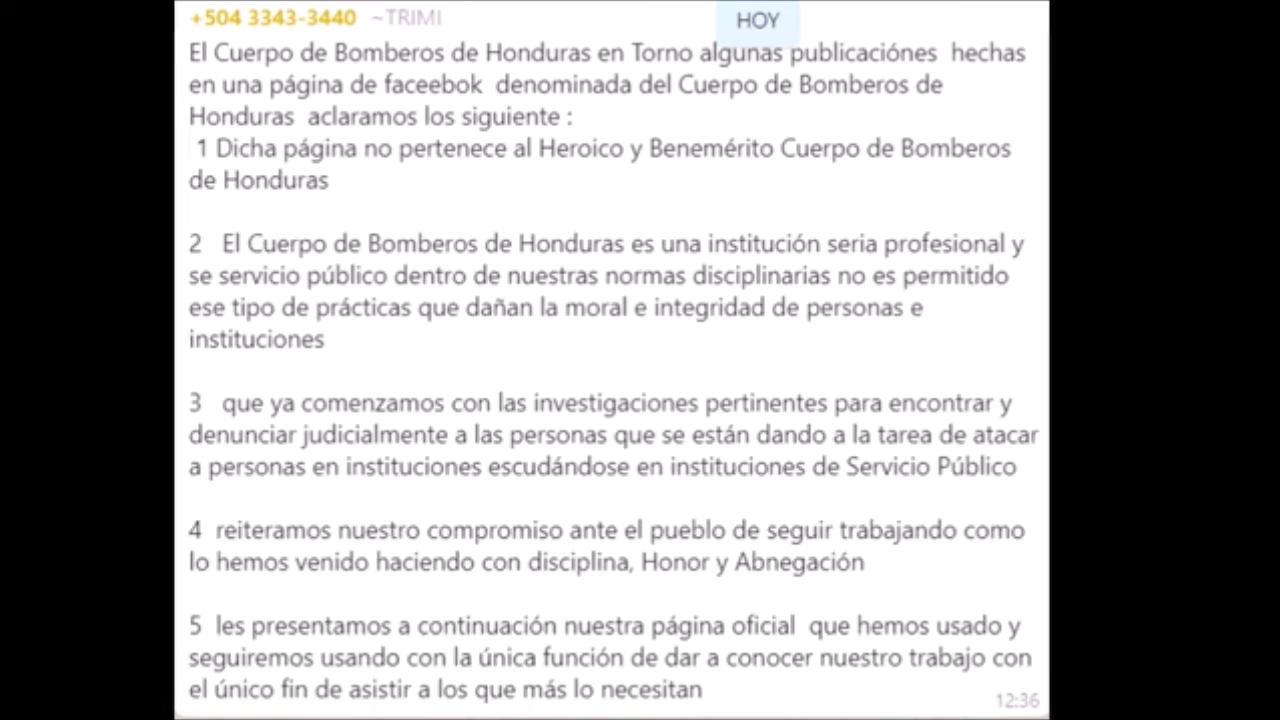 +504 3343-3440 ~TRIMI
HOY
El Cuerpo de Bomberos de Honduras en Torno algunas publicaciónes hechas
en una página de faceebok denominada del Cuerpo de Bomberos de
Honduras aclaramos los siguiente :
1 Dicha página no pertenece al Heroico y Benemérito Cuerpo de Bomberos
de Honduras
2 El Cuerpo de Bomberos de Honduras es una institución seria profesional y
se servicio público dentro de nuestras normas disciplinarias no es permitido
ese tipo de prácticas que dañan la moral e integridad de personas e
instituciones
3 que ya comenzamos con las investigaciones pertinentes para encontrar y
denunciar judicialmente a las personas que se están dando a la tarea de atacar
a personas en instituciones escudándose en instituciones de Servicio Público
4 reiteramos nuestro compromiso ante el pueblo de seguir trabajando como
lo hemos venido haciendo con disciplina, Honor y Abnegación
5 les presentamos a continuación nuestra página oficial que hemos usado y
seguiremos usando con la única función de dar a conocer nuestro trabajo con
el único fin de asistir a los que más lo necesitan
12:36